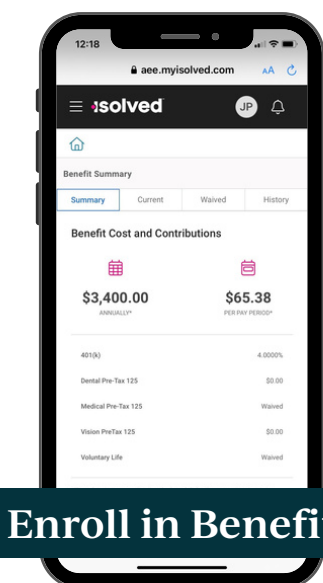 12:18
aee.myisolved.com AA
isolved JP
Benefit Summary
Summary Current Waived History
Benefit Cost and Contributions
$3,400.00 $65.38
ANNUALLY* PER PAY PERIOD*
401(k) 4.0000%
Dental Pre-Tax 125 $0.00
Medical Pre-Tax 125 Waived
Vision PreTax 125 $0.00
Voluntary Life Waived
Enroll in Benefi